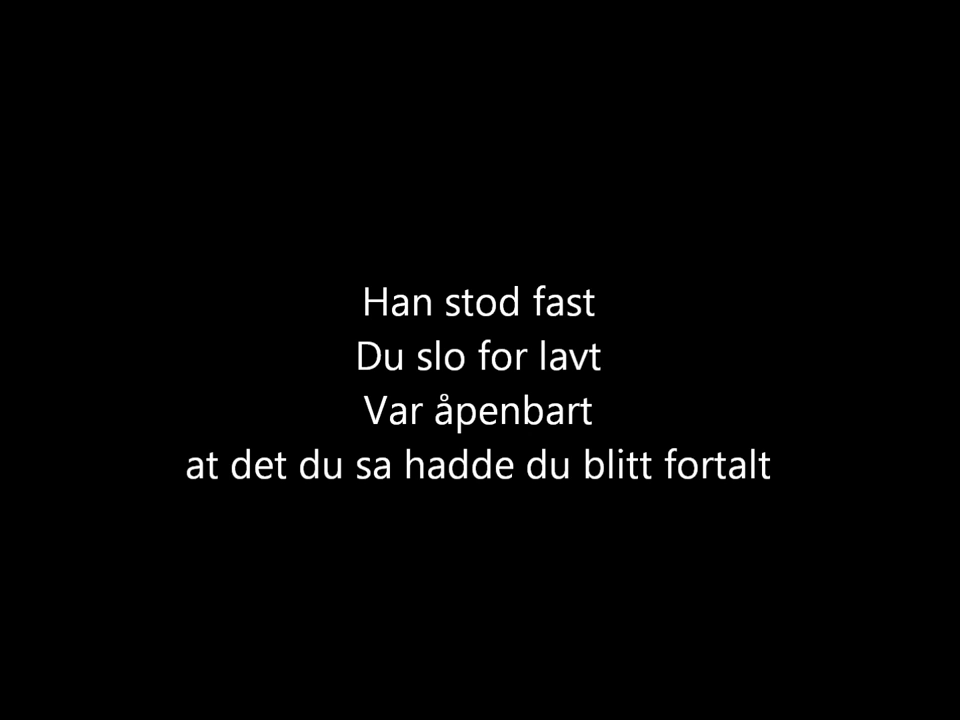 Han stod fast
Du slo for lavt
Var åpenbart
at det du sa hadde du blitt fortalt